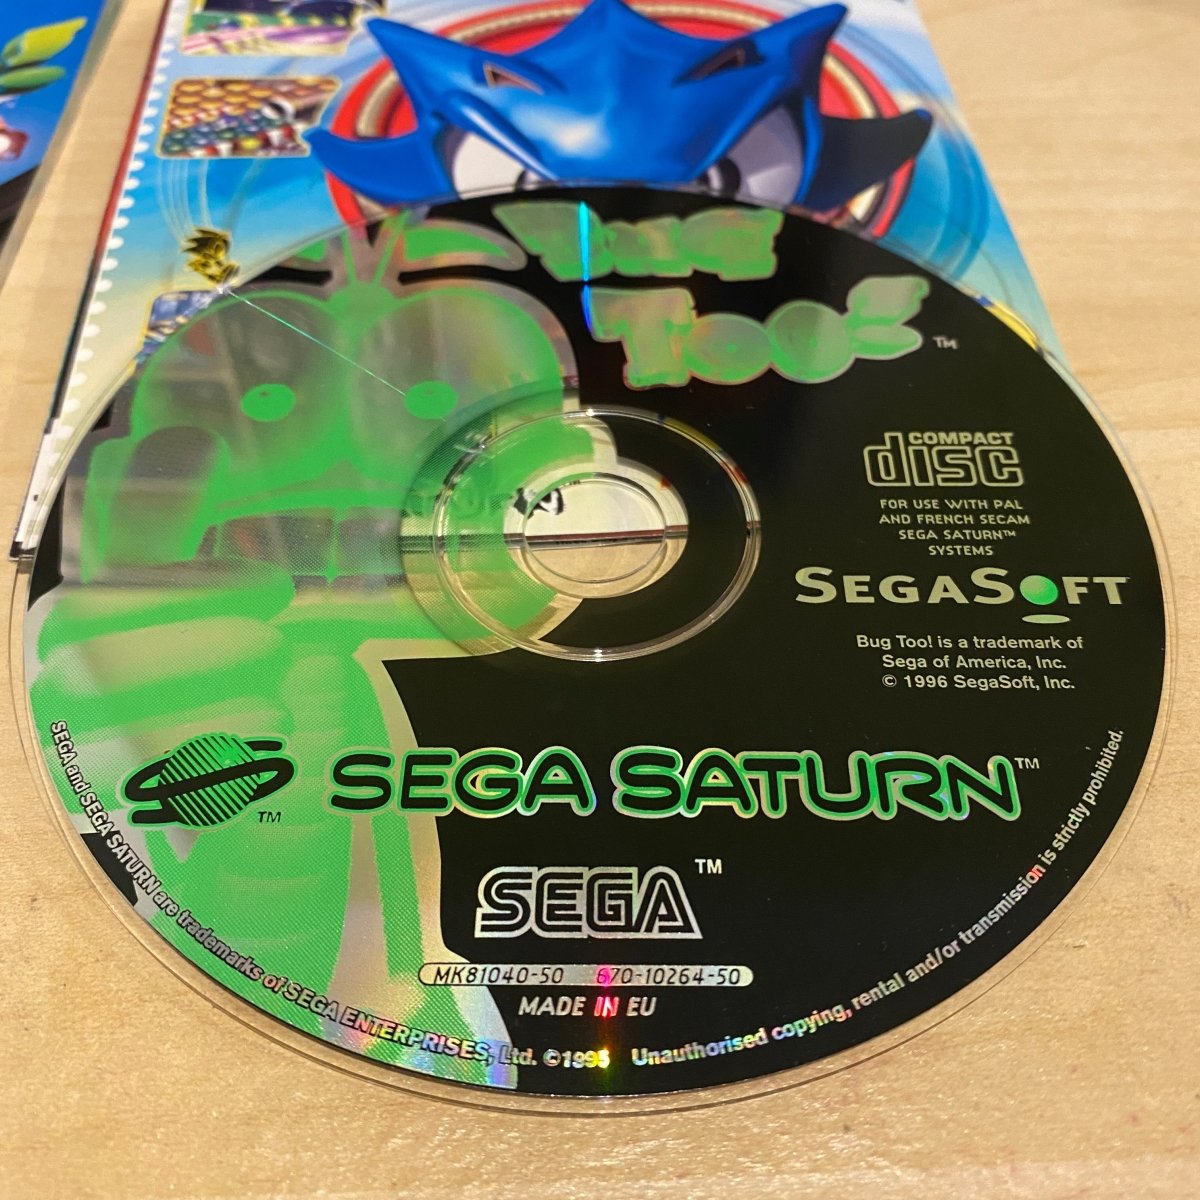 BUG
TOO!™
COMPACT
disc
FOR USE WITH PAL
AND FRENCH SECAM
SEGA SATURN™
SYSTEMS
SEGASOFT
Bug Too! is a trademark of
Sega of America, Inc.
© 1996 SegaSoft, Inc.
SEGA SATURN™
TM
SEGA™
MK81040-50 670-10264-50
MADE IN EU
SEGA and SEGA SATURN are trademarks of SEGA ENTERPRISES, Ltd. ©1995 Unauthorised copying, rental and/or transmission is strictly prohibited.